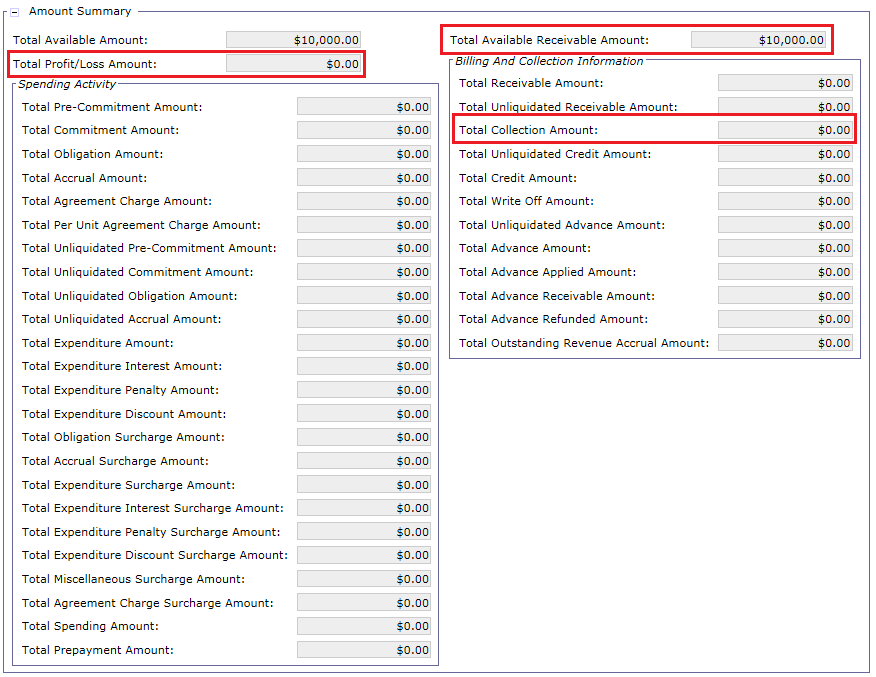 Amount Summary
Total Available Amount: $10,000.00
Total Profit/Loss Amount: $0.00
Spending Activity
Total Pre-Commitment Amount: $0.00
Total Commitment Amount: $0.00
Total Obligation Amount: $0.00
Total Accrual Amount: $0.00
Total Agreement Charge Amount: $0.00
Total Per Unit Agreement Charge Amount: $0.00
Total Unliquidated Pre-Commitment Amount: $0.00
Total Unliquidated Commitment Amount: $0.00
Total Unliquidated Obligation Amount: $0.00
Total Unliquidated Accrual Amount: $0.00
Total Expenditure Amount: $0.00
Total Expenditure Interest Amount: $0.00
Total Expenditure Penalty Amount: $0.00
Total Expenditure Discount Amount: $0.00
Total Obligation Surcharge Amount: $0.00
Total Accrual Surcharge Amount: $0.00
Total Expenditure Surcharge Amount: $0.00
Total Expenditure Interest Surcharge Amount: $0.00
Total Expenditure Penalty Surcharge Amount: $0.00
Total Expenditure Discount Surcharge Amount: $0.00
Total Miscellaneous Surcharge Amount: $0.00
Total Agreement Charge Surcharge Amount: $0.00
Total Spending Amount: $0.00
Total Prepayment Amount: $0.00
Total Available Receivable Amount: $10,000.00
Billing And Collection Information
Total Receivable Amount: $0.00
Total Unliquidated Receivable Amount: $0.00
Total Collection Amount: $0.00
Total Unliquidated Credit Amount: $0.00
Total Credit Amount: $0.00
Total Write Off Amount: $0.00
Total Unliquidated Advance Amount: $0.00
Total Advance Amount: $0.00
Total Advance Applied Amount: $0.00
Total Advance Receivable Amount: $0.00
Total Advance Refunded Amount: $0.00
Total Outstanding Revenue Accrual Amount: $0.00